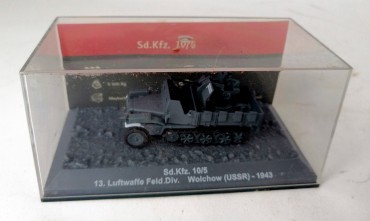 Sd.Kfz. 10/5
Sd.Kfz. 10/5
13. Luftwaffe Feld.Div. Wolchow (USSR) - 1943